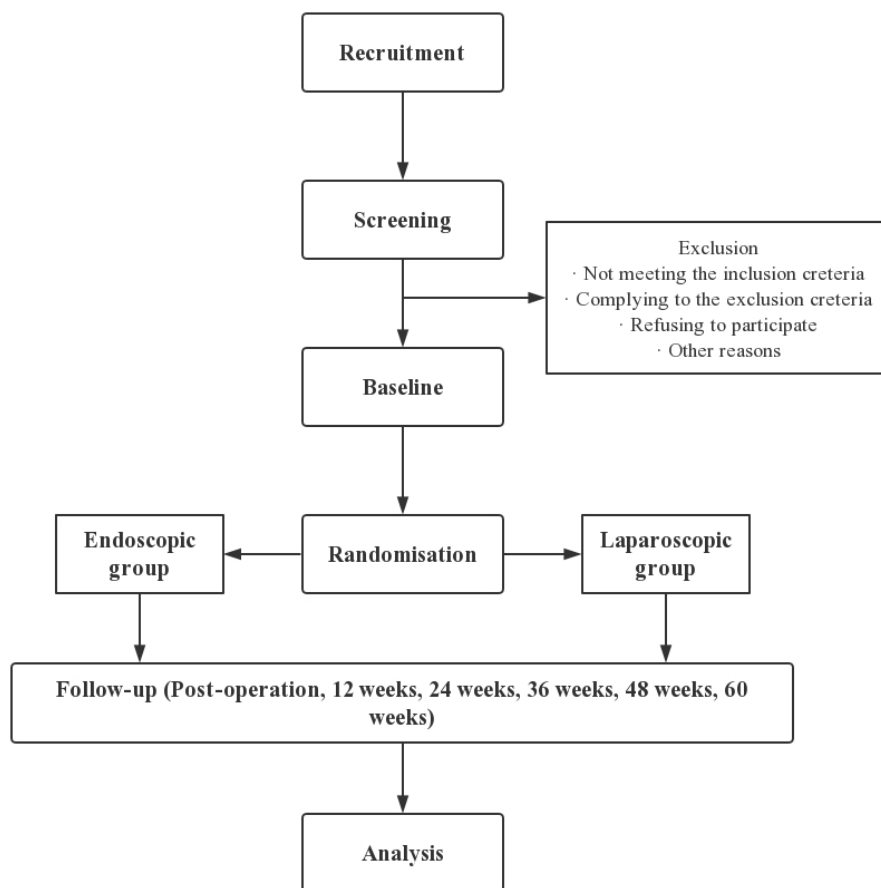 Recruitment
Screening
Exclusion
· Not meeting the inclusion creteria
· Complying to the exclusion creteria
· Refusing to participate
· Other reasons
Baseline
Endoscopic
group
Randomisation
Laparoscopic
group
Follow-up (Post-operation, 12 weeks, 24 weeks, 36 weeks, 48 weeks, 60
weeks)
Analysis